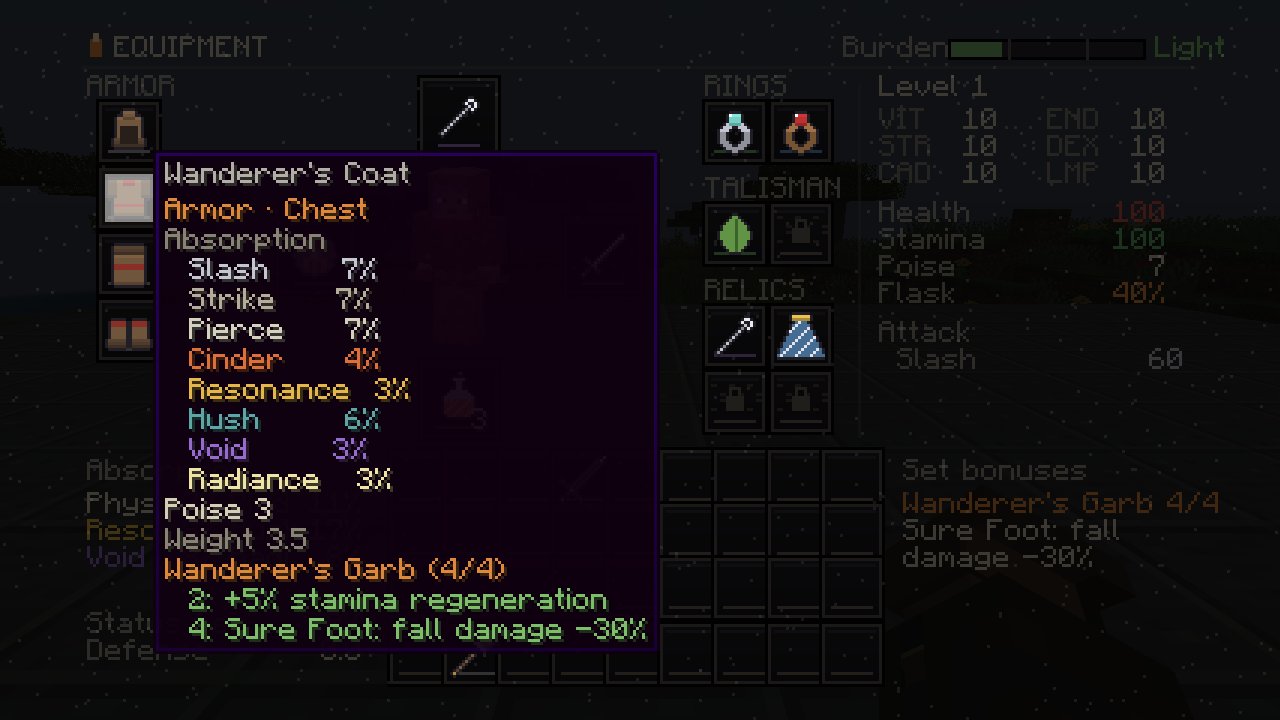 EQUIPMENT
Burden Light
ARMOR
RINGS
Level 1
VIT 10 END 10
STR 10 DEX 10
CAD 10 LMP 10
TALISMAN
Health 100
Stamina 100
Poise 7
Flask 40%
RELICS
Attack
Slash 60
Wanderer's Coat
Armor · Chest
Absorption
Slash 7%
Strike 7%
Pierce 7%
Cinder 4%
Resonance 3%
Hush 6%
Void 3%
Radiance 3%
Poise 3
Weight 3.5
Wanderer's Garb (4/4)
2: +5% stamina regeneration
4: Sure Foot: fall damage -30%
3
Void
Set bonuses
Wanderer's Garb 4/4
Sure Foot: fall
damage -30%